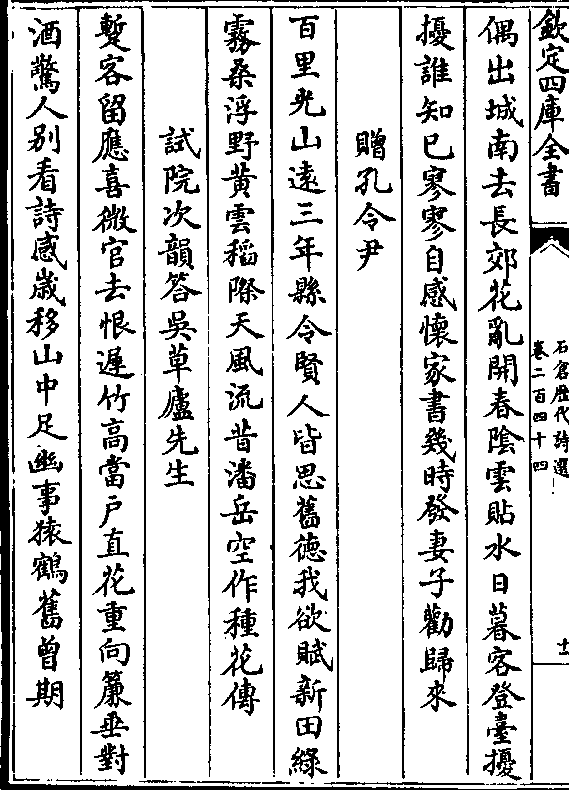 欽定四庫全書
石倉歷代詩選
卷二百四十四
十
偶出城南去長郊花亂開春陰雲貼水日暮客登臺擾
擾誰知已寥寥自感懷家書幾時發妻子勸歸來
贈孔令尹
百里光山遠三年縣令賢人皆思舊德我欲賦新田綠
霧桑浮野黄雲稻際天風流昔潘岳空作種花傳
試院次韻答吳草廬先生
蹔客留應喜微官去恨遲竹高當户直花重向簾垂對
酒驚人别看詩感歲移山中足幽事猿鶴舊曾期